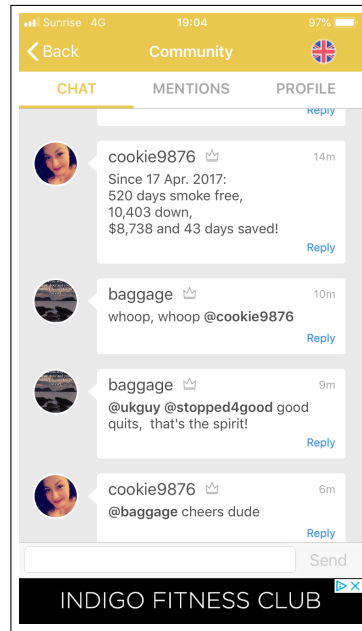 Sunrise 4G 19:04 97%
Back Community
CHAT MENTIONS PROFILE
Reply
cookie9876 14m
Since 17 Apr. 2017:
520 days smoke free,
10,403 down,
$8,738 and 43 days saved!
Reply
baggage 10m
whoop, whoop @cookie9876
Reply
baggage 9m
@ukguy @stopped4good good
quits, that's the spirit!
Reply
cookie9876 6m
@baggage cheers dude
Reply
Send
INDIGO FITNESS CLUB